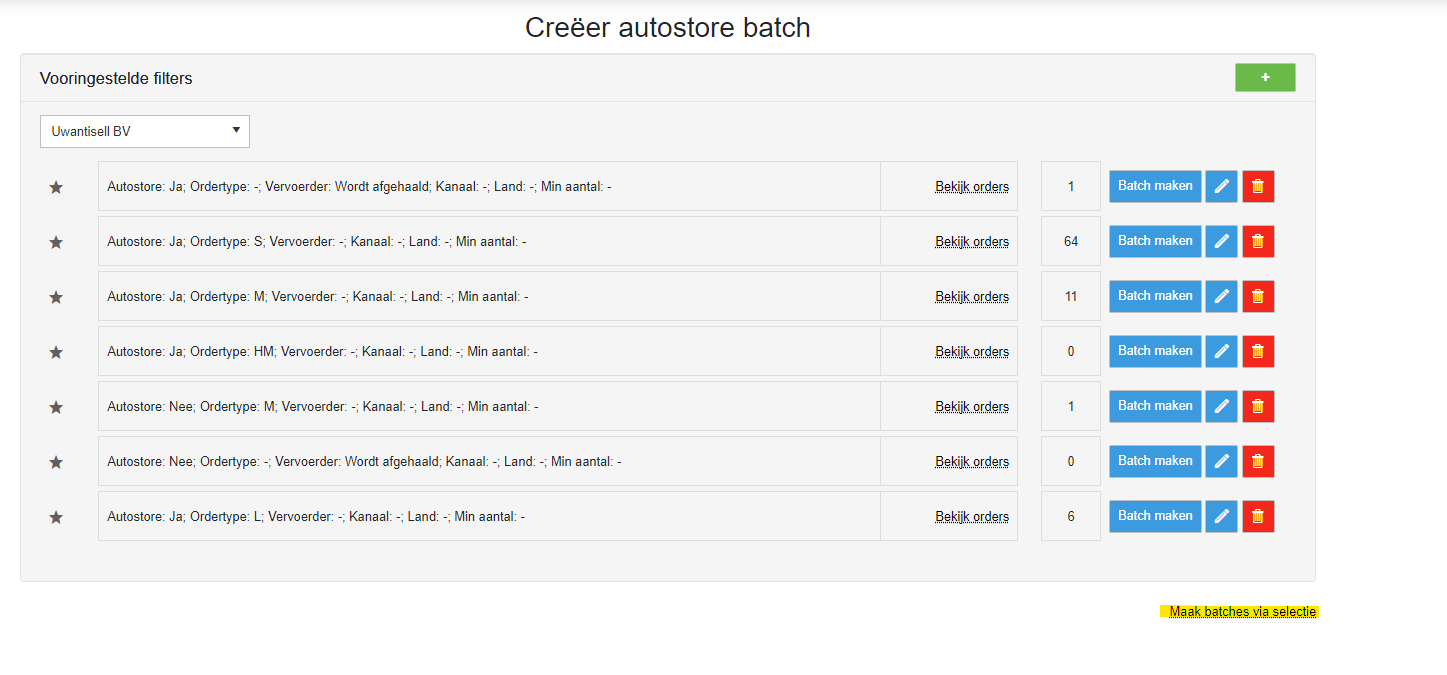 Creëer autostore batch
Vooringestelde filters
+
Uwantisell BV
Autostore: Ja; Ordertype: -; Vervoerder: Wordt afgehaald; Kanaal: -; Land: -; Min aantal: - Bekijk orders 1 Batch maken
Autostore: Ja; Ordertype: S; Vervoerder: -; Kanaal: -; Land: -; Min aantal: - Bekijk orders 64 Batch maken
Autostore: Ja; Ordertype: M; Vervoerder: -; Kanaal: -; Land: -; Min aantal: - Bekijk orders 11 Batch maken
Autostore: Ja; Ordertype: HM; Vervoerder: -; Kanaal: -; Land: -; Min aantal: - Bekijk orders 0 Batch maken
Autostore: Nee; Ordertype: M; Vervoerder: -; Kanaal: -; Land: -; Min aantal: - Bekijk orders 1 Batch maken
Autostore: Nee; Ordertype: -; Vervoerder: Wordt afgehaald; Kanaal: -; Land: -; Min aantal: - Bekijk orders 0 Batch maken
Autostore: Ja; Ordertype: L; Vervoerder: -; Kanaal: -; Land: -; Min aantal: - Bekijk orders 6 Batch maken
Maak batches via selectie